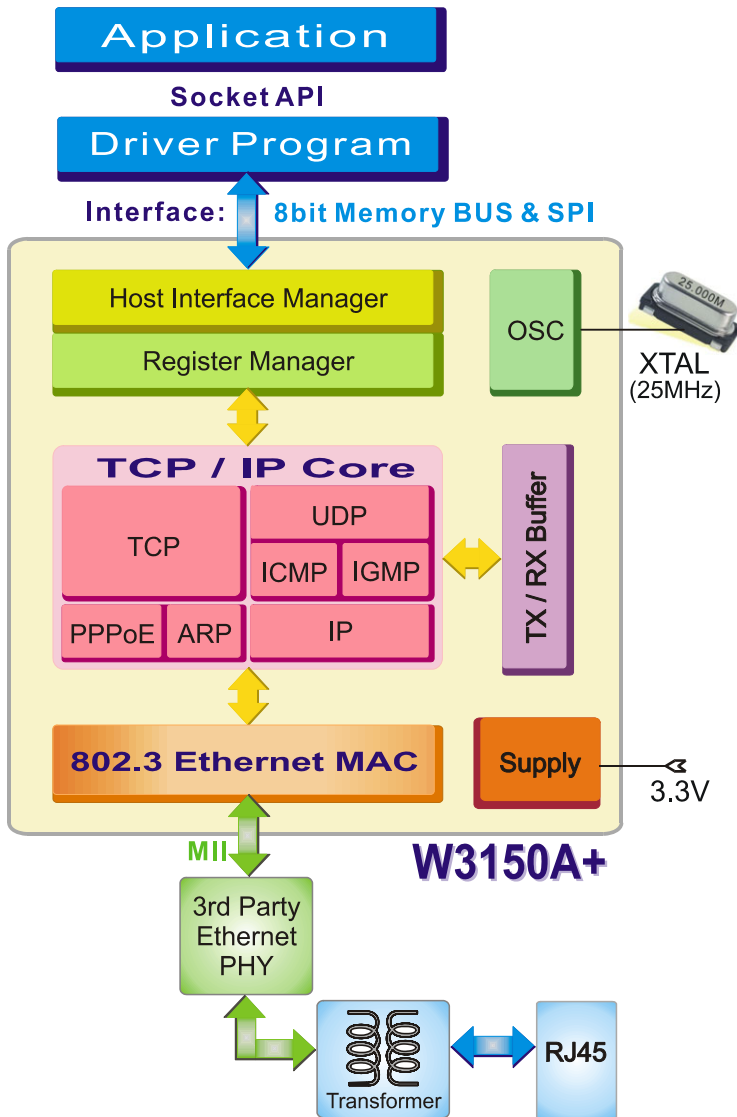 Application
Socket API
Driver Program
Interface: 8bit Memory BUS & SPI
Host Interface Manager
Register Manager
OSC
25.000M
XTAL
(25MHz)
TCP / IP Core
TCP
UDP
ICMP
IGMP
PPPoE
ARP
IP
TX / RX Buffer
802.3 Ethernet MAC
Supply
3.3V
MII
W3150A+
3rd Party
Ethernet
PHY
Transformer
RJ45